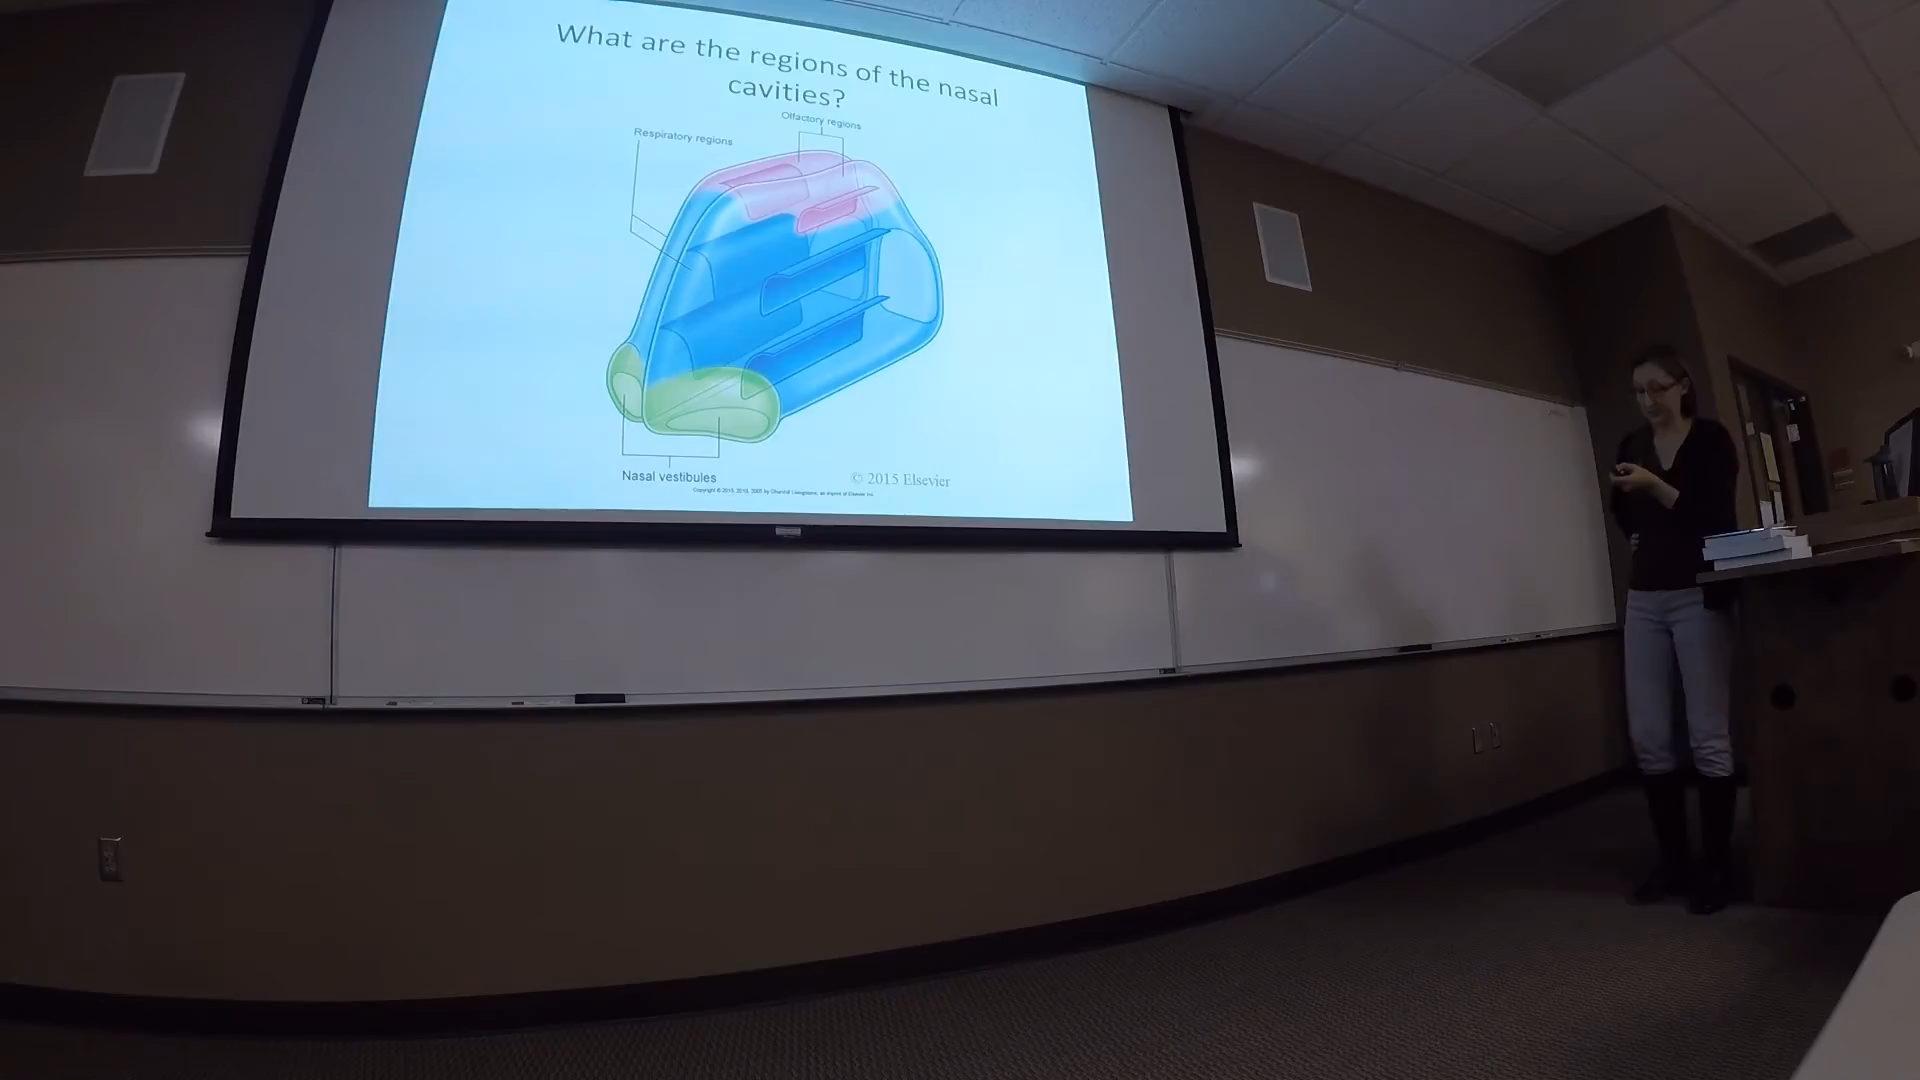 What are the regions of the nasal
cavities?
Olfactory regions
Respiratory regions
Nasal vestibules
© 2015 Elsevier